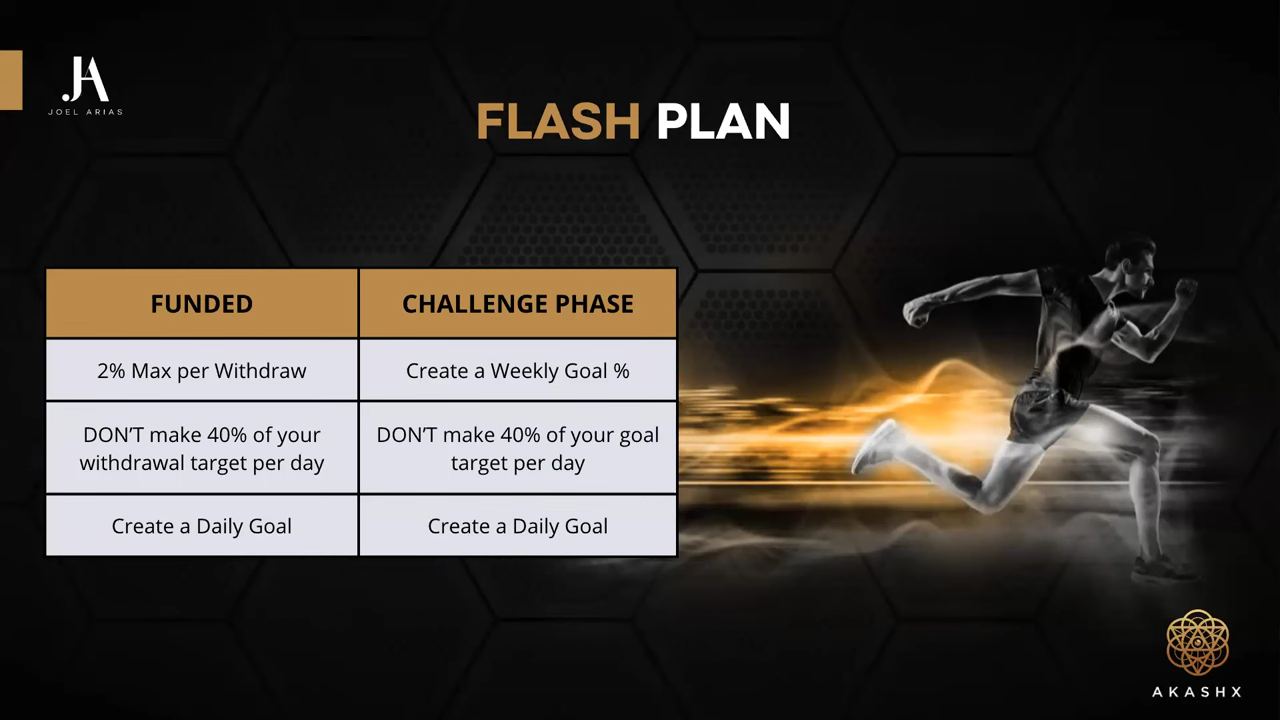 JA
JOEL ARIAS
FLASH PLAN
FUNDED
CHALLENGE PHASE
2% Max per Withdraw
Create a Weekly Goal %
DON'T make 40% of your
withdrawal target per day
DON'T make 40% of your goal
target per day
Create a Daily Goal
Create a Daily Goal
AKASHX